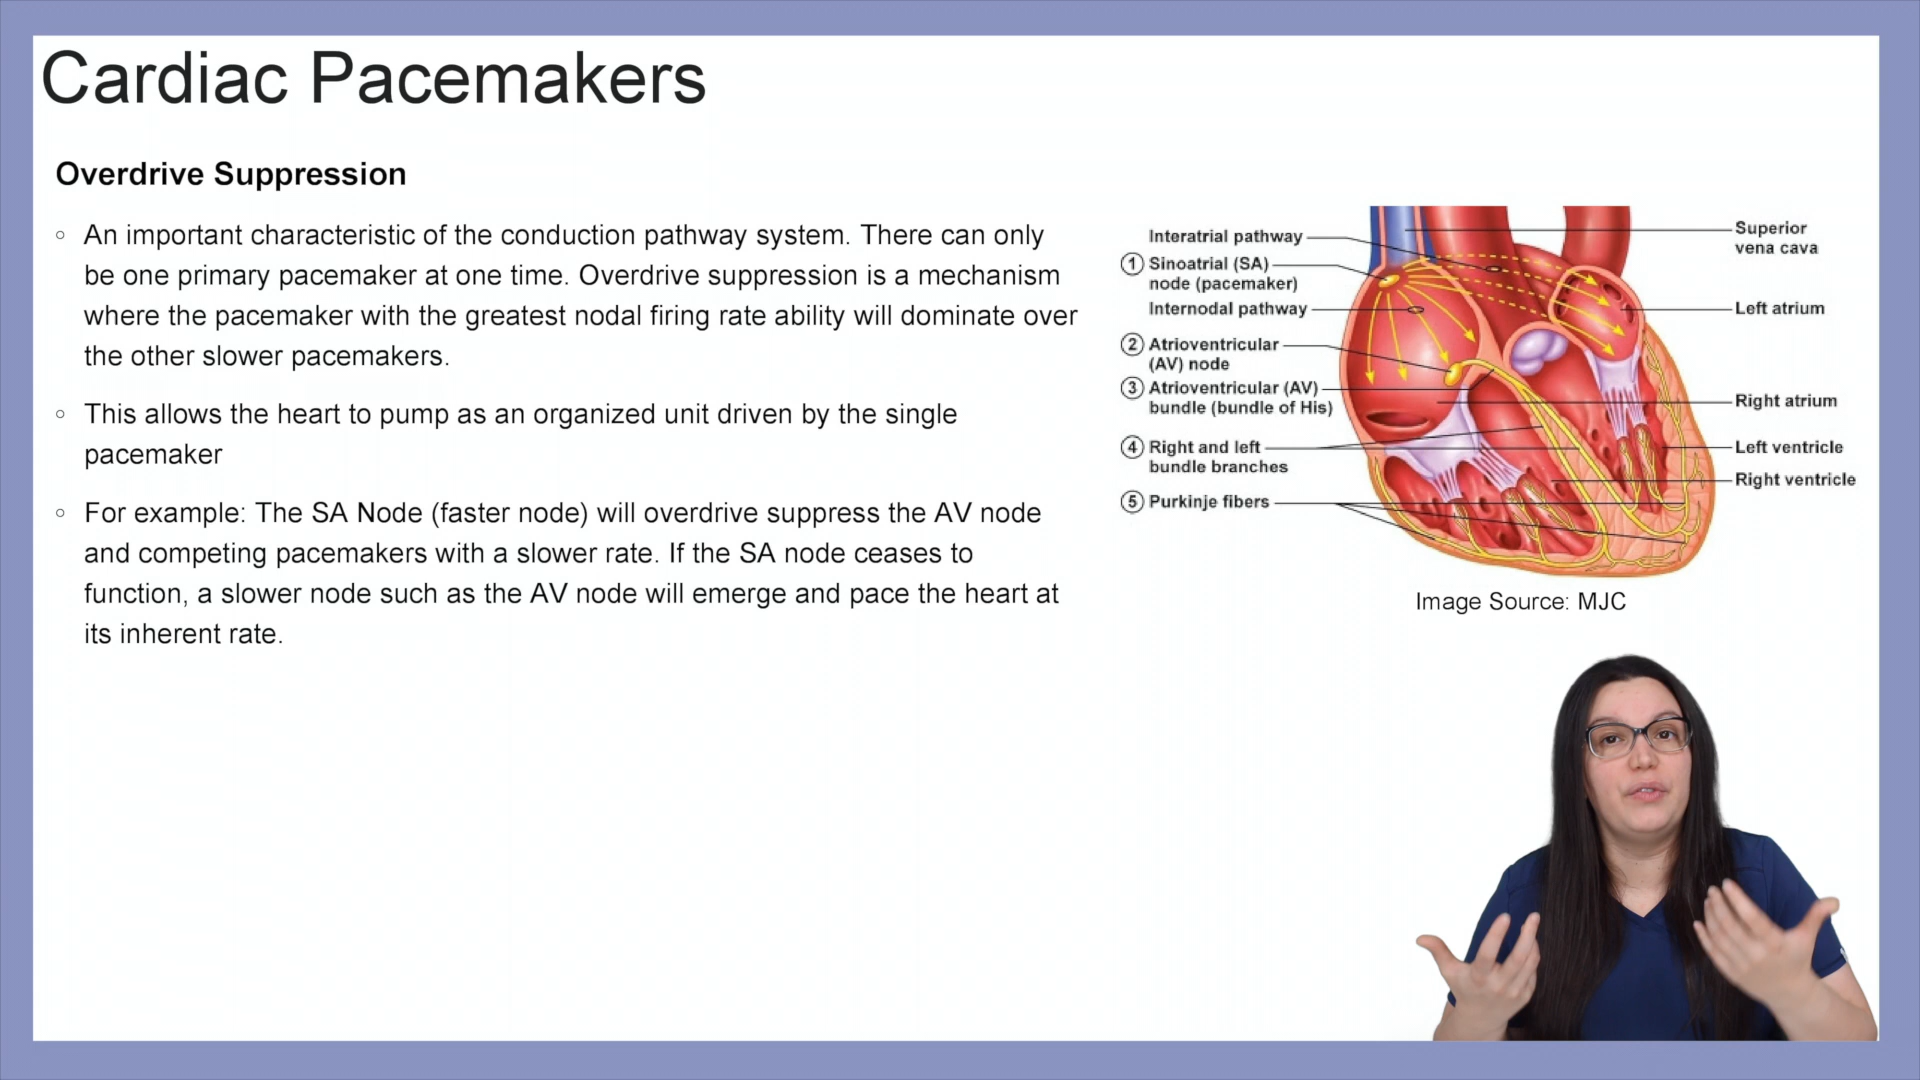 Cardiac Pacemakers
Overdrive Suppression
An important characteristic of the conduction pathway system. There can only
be one primary pacemaker at one time. Overdrive suppression is a mechanism
where the pacemaker with the greatest nodal firing rate ability will dominate over
the other slower pacemakers.
This allows the heart to pump as an organized unit driven by the single
pacemaker
For example: The SA Node (faster node) will overdrive suppress the AV node
and competing pacemakers with a slower rate. If the SA node ceases to
function, a slower node such as the AV node will emerge and pace the heart at
its inherent rate.
Interatrial pathway
1 Sinoatrial (SA)
node (pacemaker)
Internodal pathway
2 Atrioventricular
(AV) node
3 Atrioventricular (AV)
bundle (bundle of His)
4 Right and left
bundle branches
5 Purkinje fibers
Superior
vena cava
Left atrium
Right atrium
Left ventricle
Right ventricle
Image Source: MJC